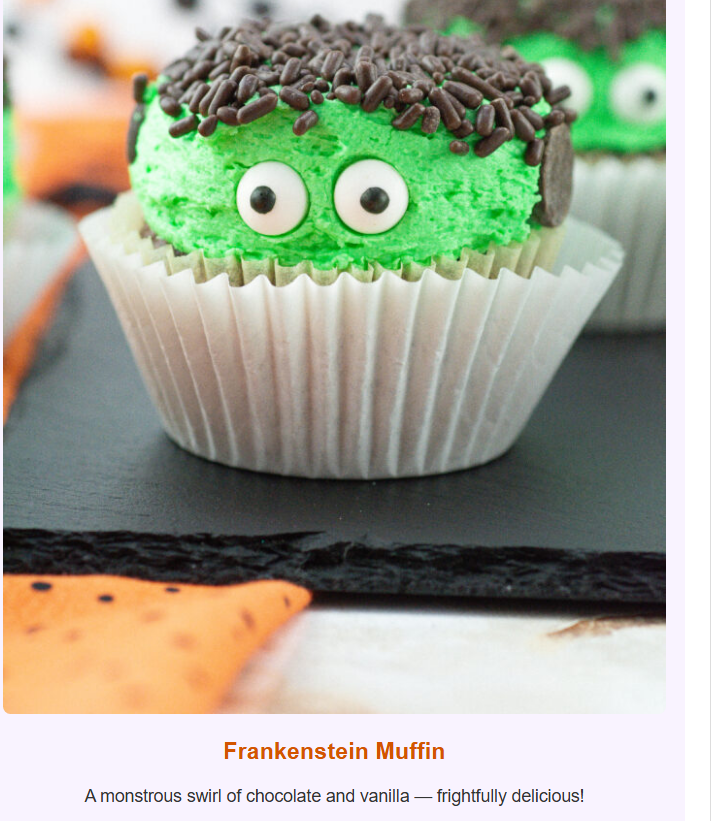 Frankenstein Muffin
A monstrous swirl of chocolate and vanilla — frightfully delicious!